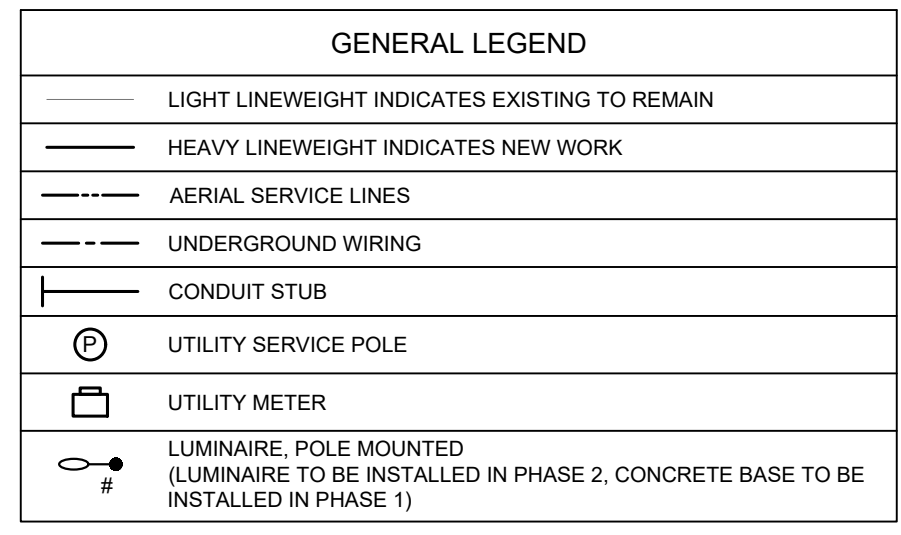 GENERAL LEGEND
LIGHT LINEWEIGHT INDICATES EXISTING TO REMAIN
HEAVY LINEWEIGHT INDICATES NEW WORK
AERIAL SERVICE LINES
UNDERGROUND WIRING
CONDUIT STUB
P UTILITY SERVICE POLE
UTILITY METER
LUMINAIRE, POLE MOUNTED
(LUMINAIRE TO BE INSTALLED IN PHASE 2, CONCRETE BASE TO BE
# INSTALLED IN PHASE 1)